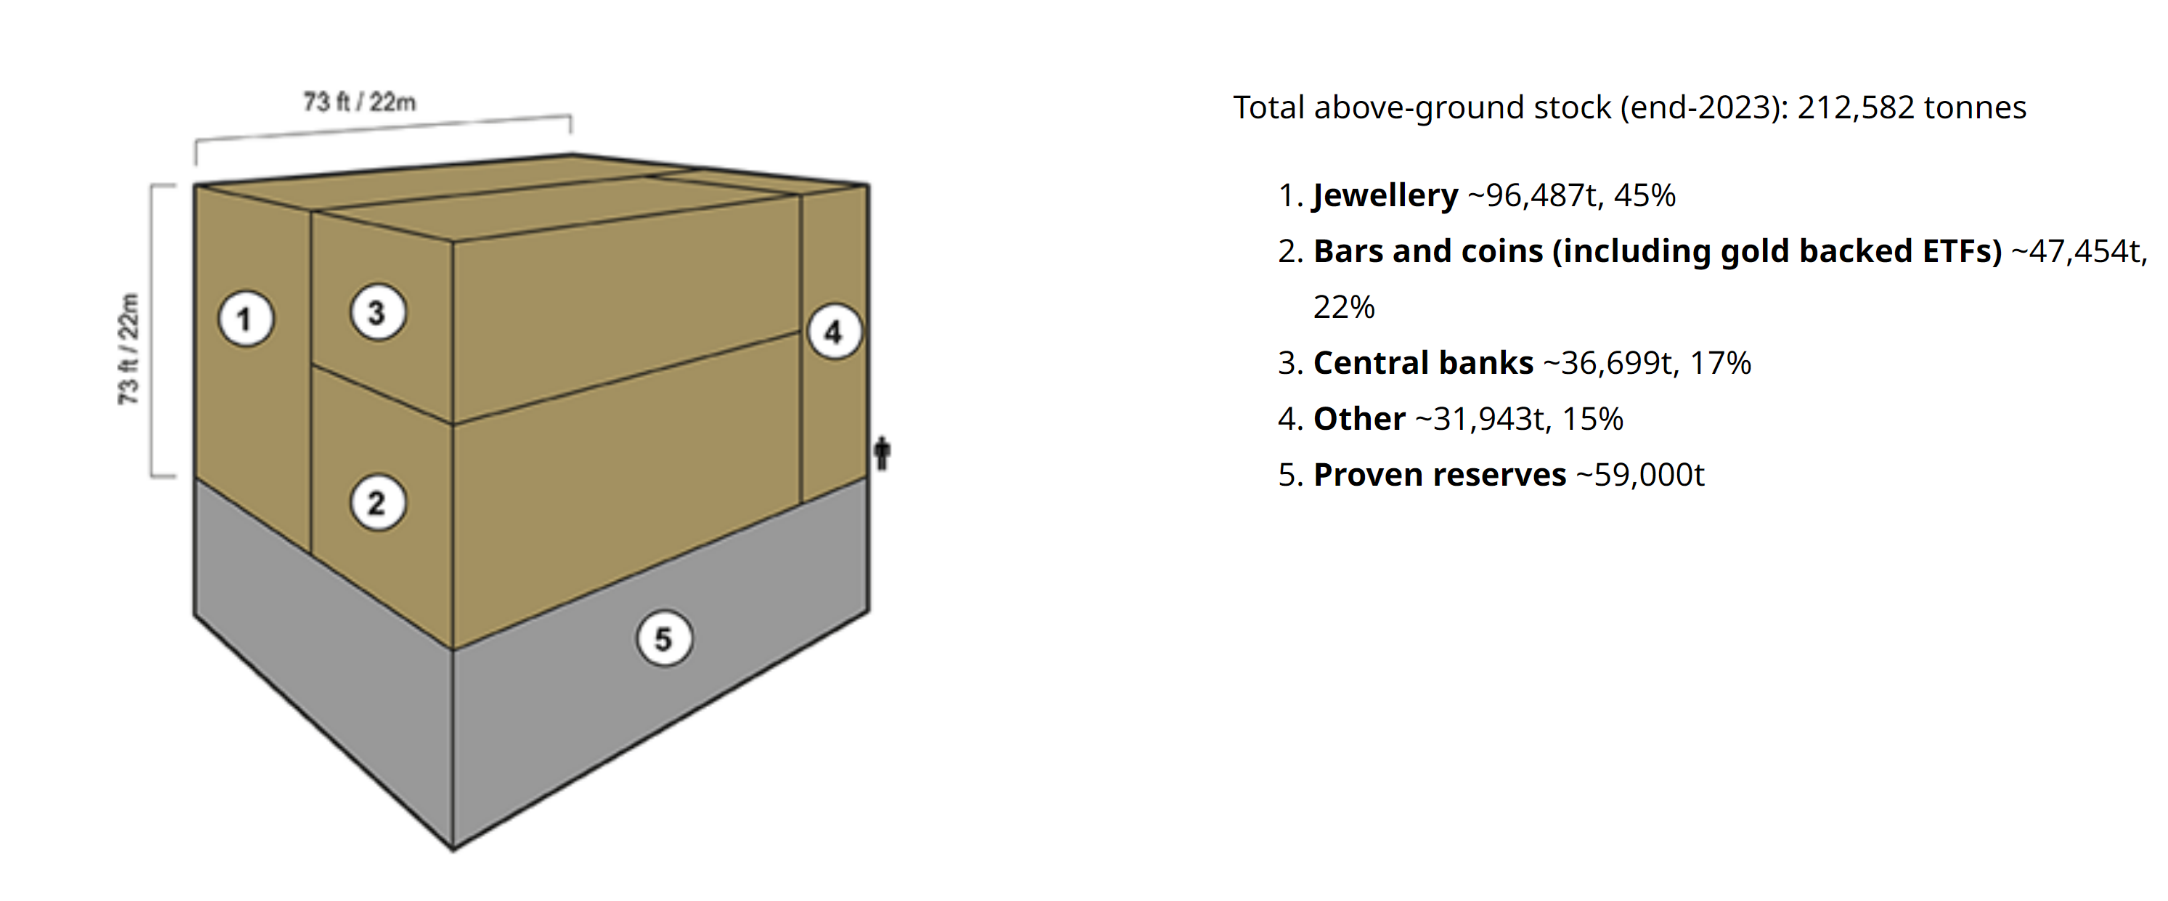 73 ft / 22m
73 ft / 22m
1
3
4
2
5
Total above-ground stock (end-2023): 212,582 tonnes
1. Jewellery ~96,487t, 45%
2. Bars and coins (including gold backed ETFs) ~47,454t,
22%
3. Central banks ~36,699t, 17%
4. Other ~31,943t, 15%
5. Proven reserves ~59,000t